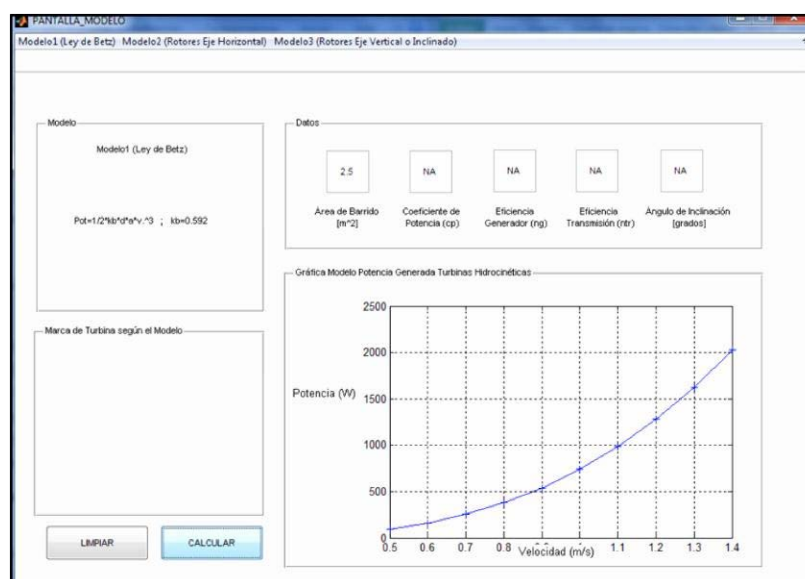 PANTALLA_MODELO
Modelo1 (Ley de Betz) Modelo2 (Rotores Eje Horizontal) Modelo3 (Rotores Eje Vertical o Inclinado)
Modelo
Modelo1 (Ley de Betz)
Pot=1/2*kb*d*a*v.^3 ; kb=0.592
Datos
2.5 NA NA NA NA
Área de Barrido [m^2]
Coeficiente de Potencia (cp)
Eficiencia Generador (ng)
Eficiencia Transmisión (ntr)
Ángulo de Inclinación [grados]
Marca de Turbina según el Modelo
LIMPIAR
CALCULAR
Gráfica Modelo Potencia Generada Turbinas Hidrocinéticas
Potencia (W)
2500
2000
1500
1000
500
0
0.5 0.6 0.7 0.8 1.1 1.2 1.3 1.4
Velocidad (m/s)